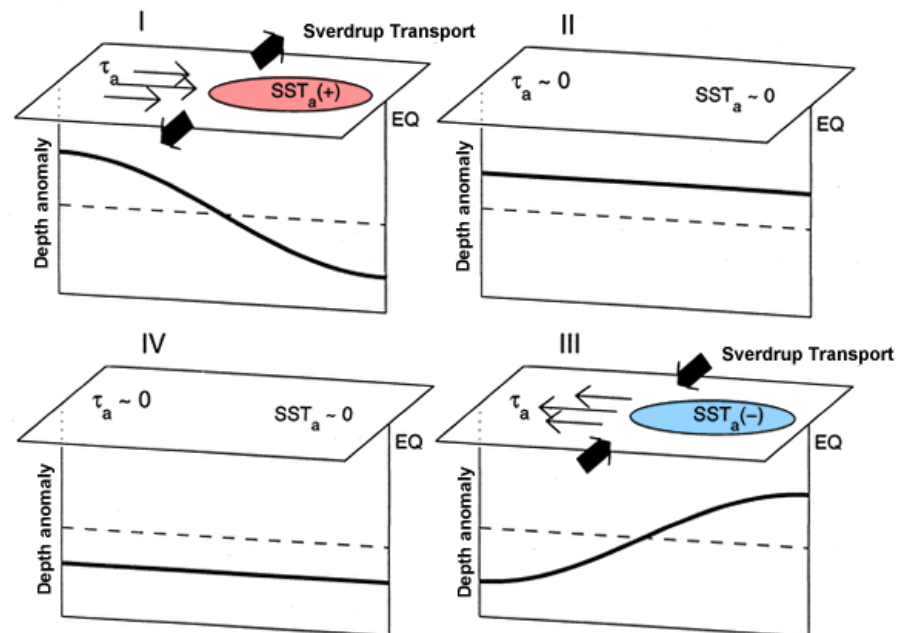 I
Sverdrup Transport
τa
SSTa(+)
EQ
Depth anomaly
II
τa ~ 0
SSTa ~ 0
EQ
Depth anomaly
IV
τa ~ 0
SSTa ~ 0
EQ
Depth anomaly
III
Sverdrup Transport
τa
SSTa(–)
EQ
Depth anomaly